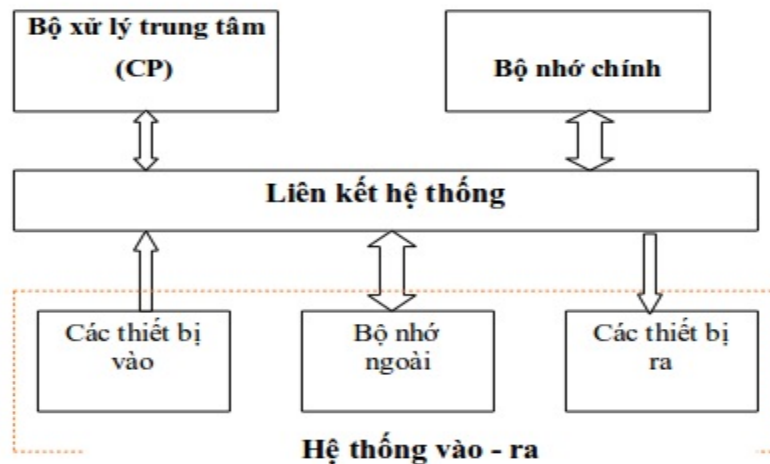 Bộ xử lý trung tâm
(CP)
Bộ nhớ chính
Liên kết hệ thống
Các thiết bị
vào
Bộ nhớ
ngoài
Các thiết bị
ra
Hệ thống vào - ra